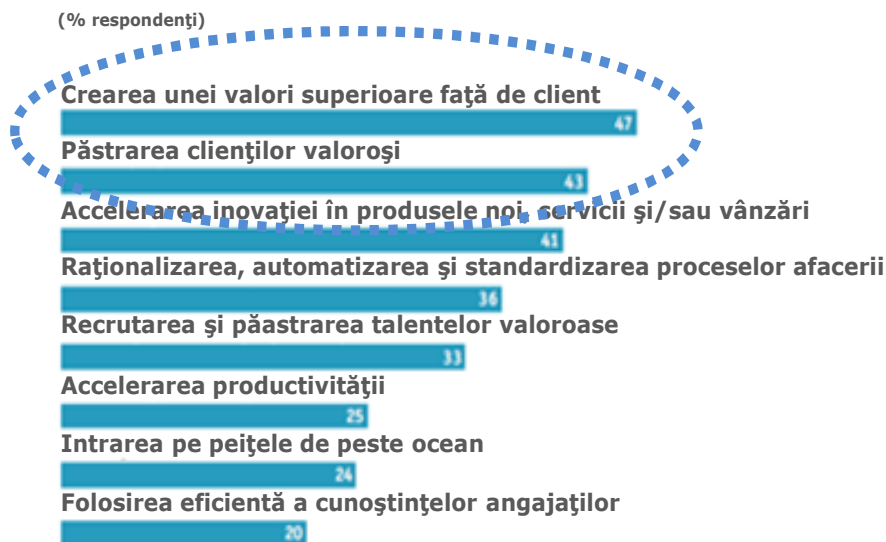 (% respondenţi)
Crearea unei valori superioare faţă de client
47
Păstrarea clienţilor valoroşi
43
Accelerarea inovaţiei în produsele noi, servicii şi/sau vânzări
41
Raţionalizarea, automatizarea şi standardizarea proceselor afacerii
36
Recrutarea şi păastrarea talentelor valoroase
33
Accelerarea productivităţii
25
Intrarea pe peiţele de peste ocean
24
Folosirea eficientă a cunoştinţelor angajaţilor
20